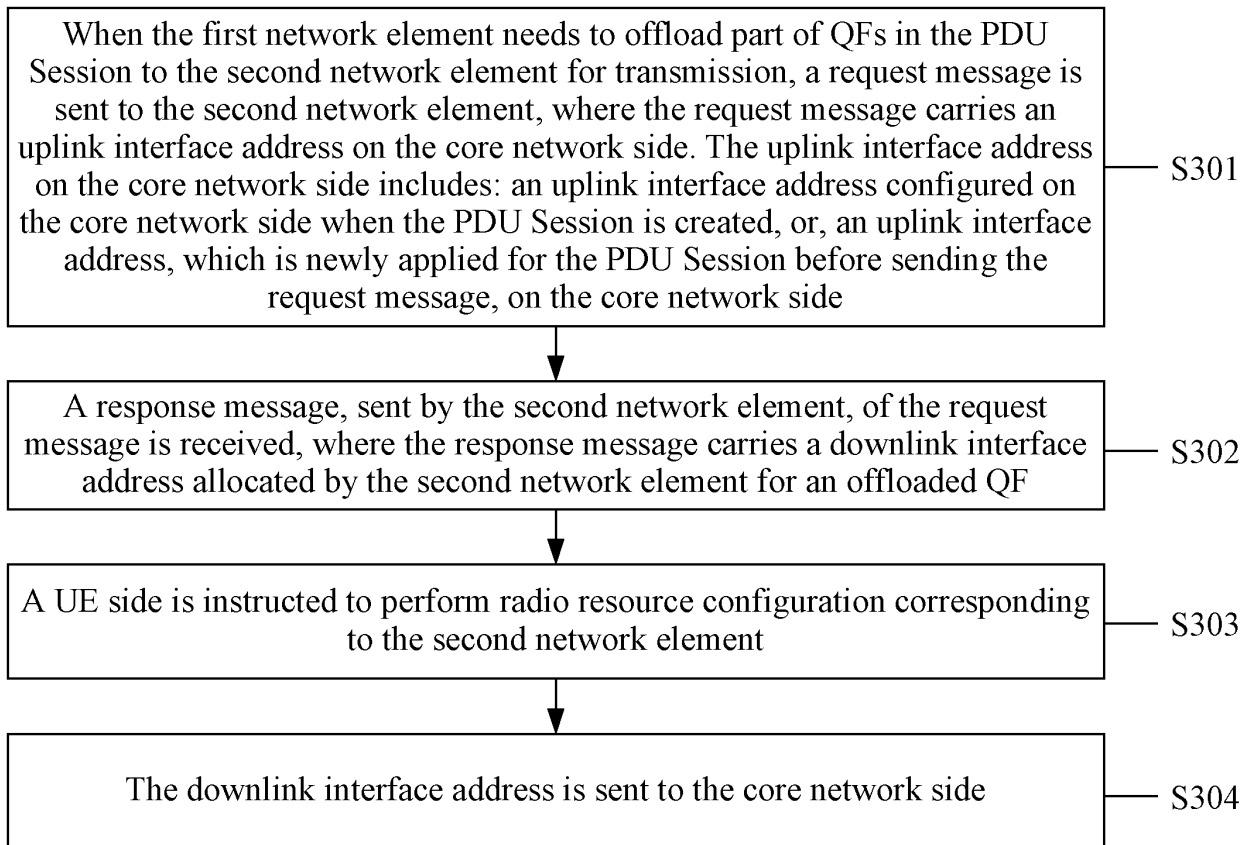 When the first network element needs to offload part of QFs in the PDU
Session to the second network element for transmission, a request message is
sent to the second network element, where the request message carries an
uplink interface address on the core network side. The uplink interface address
on the core network side includes: an uplink interface address configured on
the core network side when the PDU Session is created, or, an uplink interface
address, which is newly applied for the PDU Session before sending the
request message, on the core network side
S301
A response message, sent by the second network element, of the request
message is received, where the response message carries a downlink interface
address allocated by the second network element for an offloaded QF
S302
A UE side is instructed to perform radio resource configuration corresponding
to the second network element
S303
The downlink interface address is sent to the core network side
S304